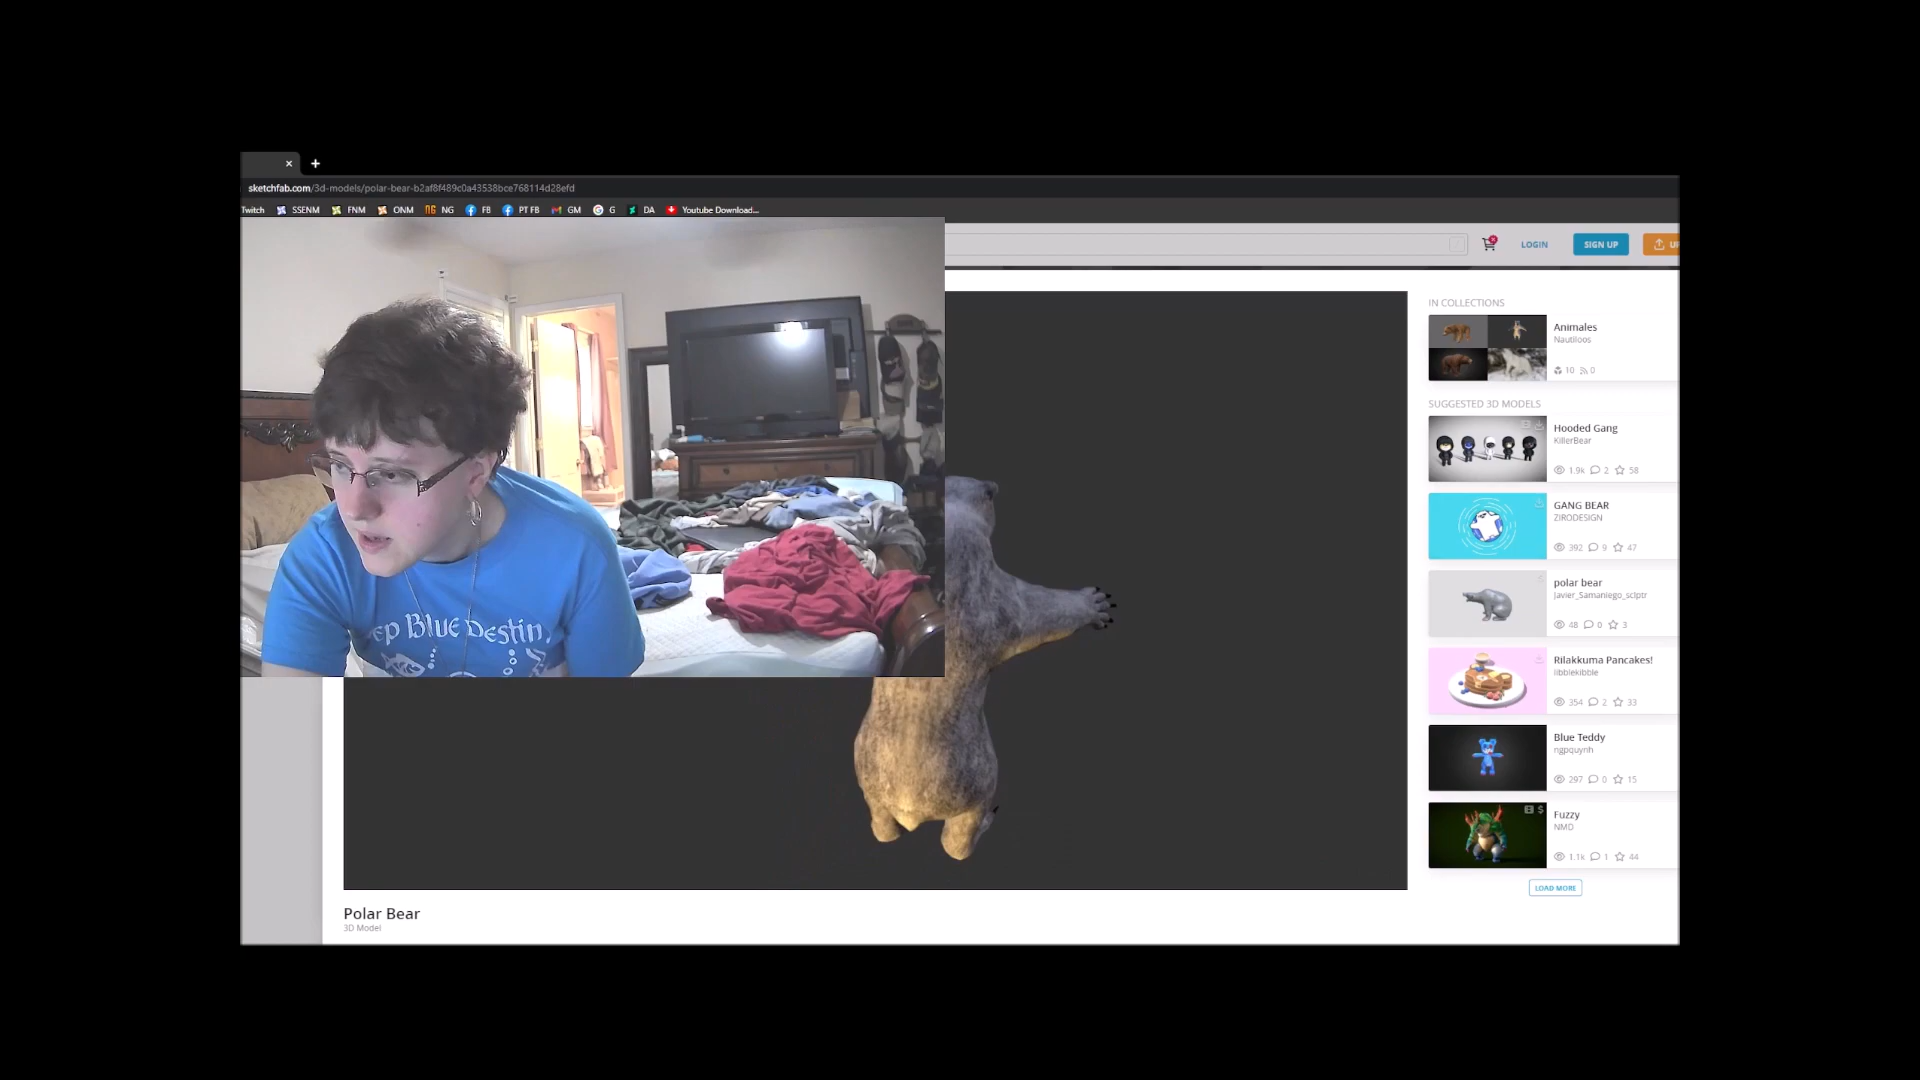 sketchfab.com/3d-models/polar-bear-b2af8f489c0a43538bce768114d28efd
Twitch SSENM FNM ONM NG FB PT FB GM G DA Youtube Download...
LOGIN SIGN UP
IN COLLECTIONS
Animales
Nautiloos
10 0
SUGGESTED 3D MODELS
Hooded Gang
KillerBear
1.9k 2 58
GANG BEAR
ZIRODESIGN
392 9 47
polar bear
Javier_Samaniego_sclptr
48 0 3
Rilakkuma Pancakes!
libblekibble
354 2 33
Blue Teddy
ngpquynh
297 0 15
Fuzzy
NMD
1.1k 1 44
LOAD MORE
ep Blue Destin
Polar Bear
3D Model